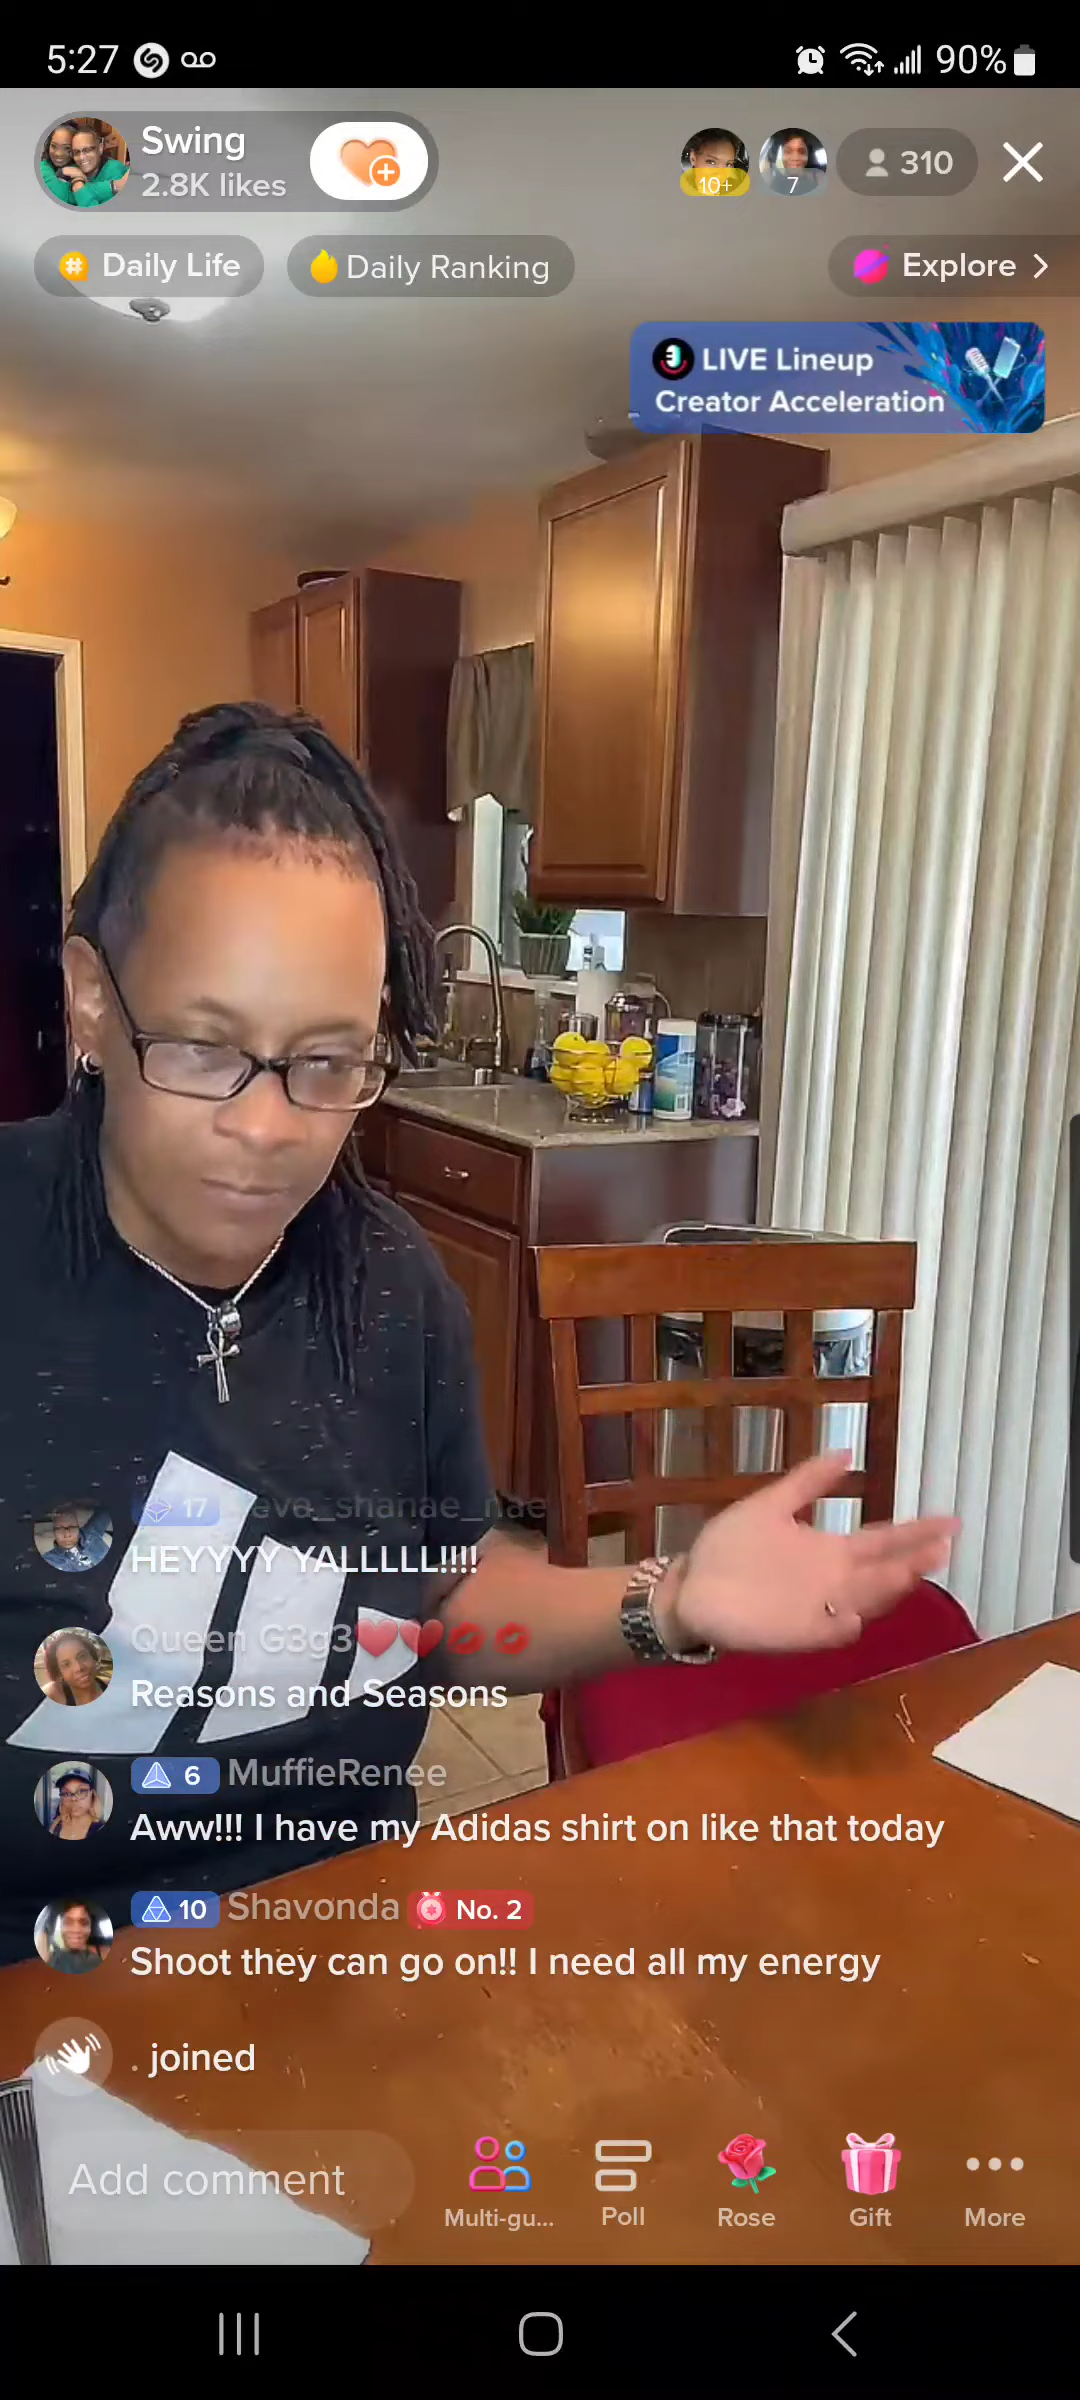 5:27
90%
Swing
2.8K likes
10+
7
310
Daily Life
Daily Ranking
Explore >
LIVE Lineup
Creator Acceleration
17 eva_shanae_nae
HEYYYY YALLLLL!!!!
Queen G3g3❤️❤️💋💋
Reasons and Seasons
6 MuffieRenee
Aww!!! I have my Adidas shirt on like that today
10 Shavonda No. 2
Shoot they can go on!! I need all my energy
. joined
Add comment
Multi-gu...
Poll
Rose
Gift
More